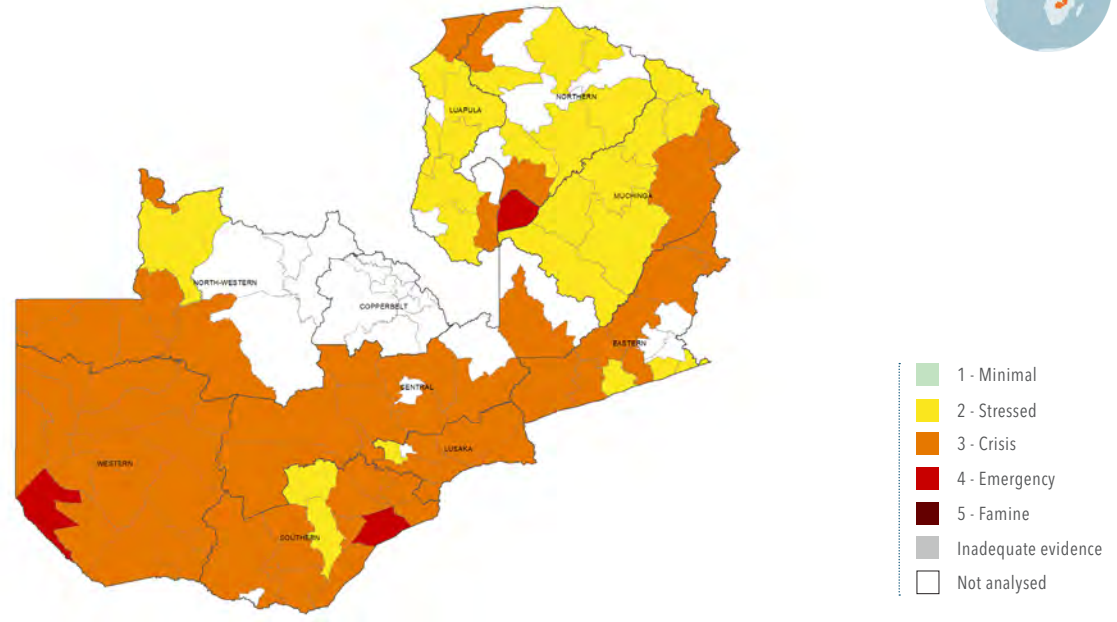 NORTHERN
LUAPULA
MUCHINGA
NORTH-WESTERN
COPPERBELT
EASTERN
CENTRAL
LUSAKA
WESTERN
SOUTHERN
1 - Minimal
2 - Stressed
3 - Crisis
4 - Emergency
5 - Famine
Inadequate evidence
Not analysed